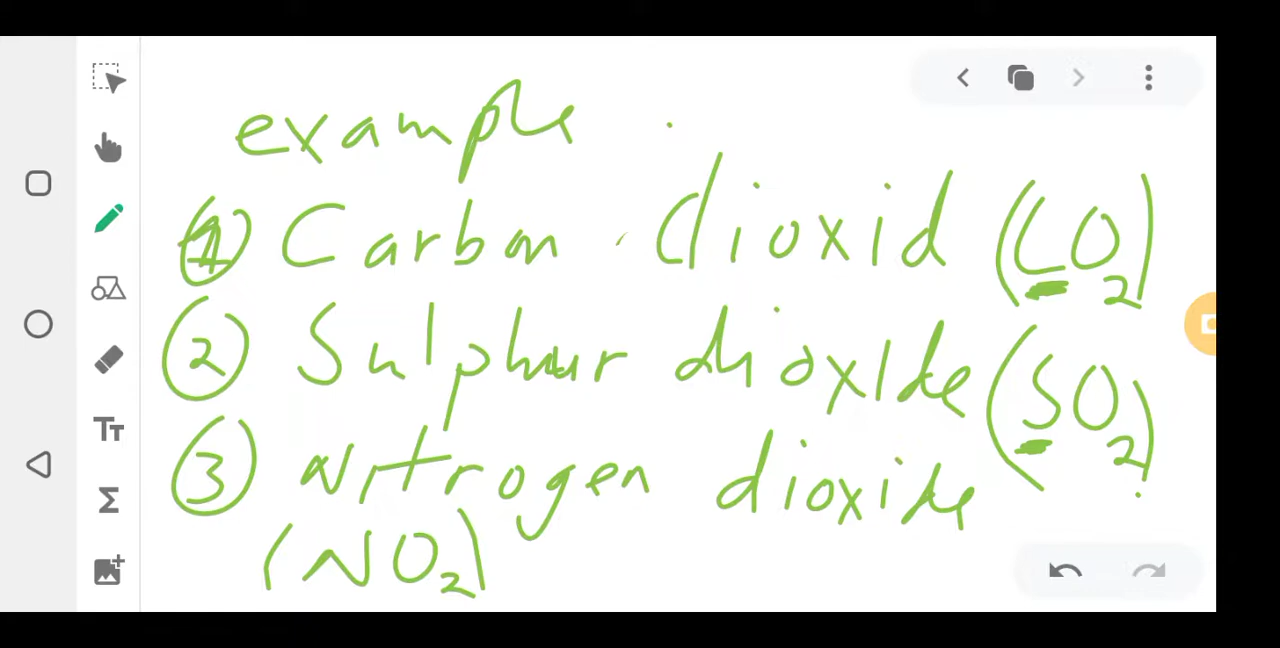 example .
① Carbon dioxid (CO₂)
② Sulphur dioxide (SO₂)
③ Nitrogen dioxide
(NO₂)